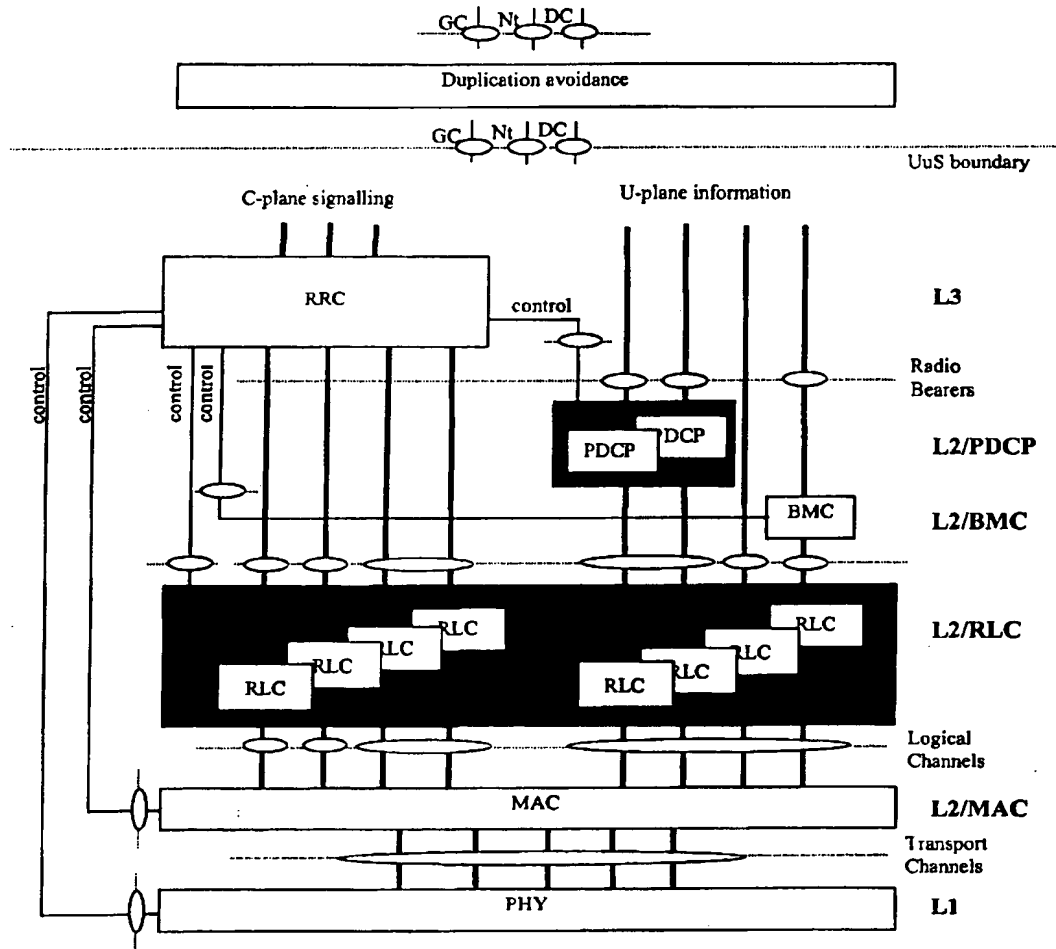 GC Nt DC
Duplication avoidance
GC Nt DC
UuS boundary
C-plane signalling
U-plane information
RRC
control
L3
control
control
control
control
Radio
Bearers
PDCP
PDCP
L2/PDCP
BMC
L2/BMC
RLC
RLC
RLC
RLC
RLC
RLC
RLC
RLC
L2/RLC
Logical
Channels
MAC
L2/MAC
Transport
Channels
PHY
L1